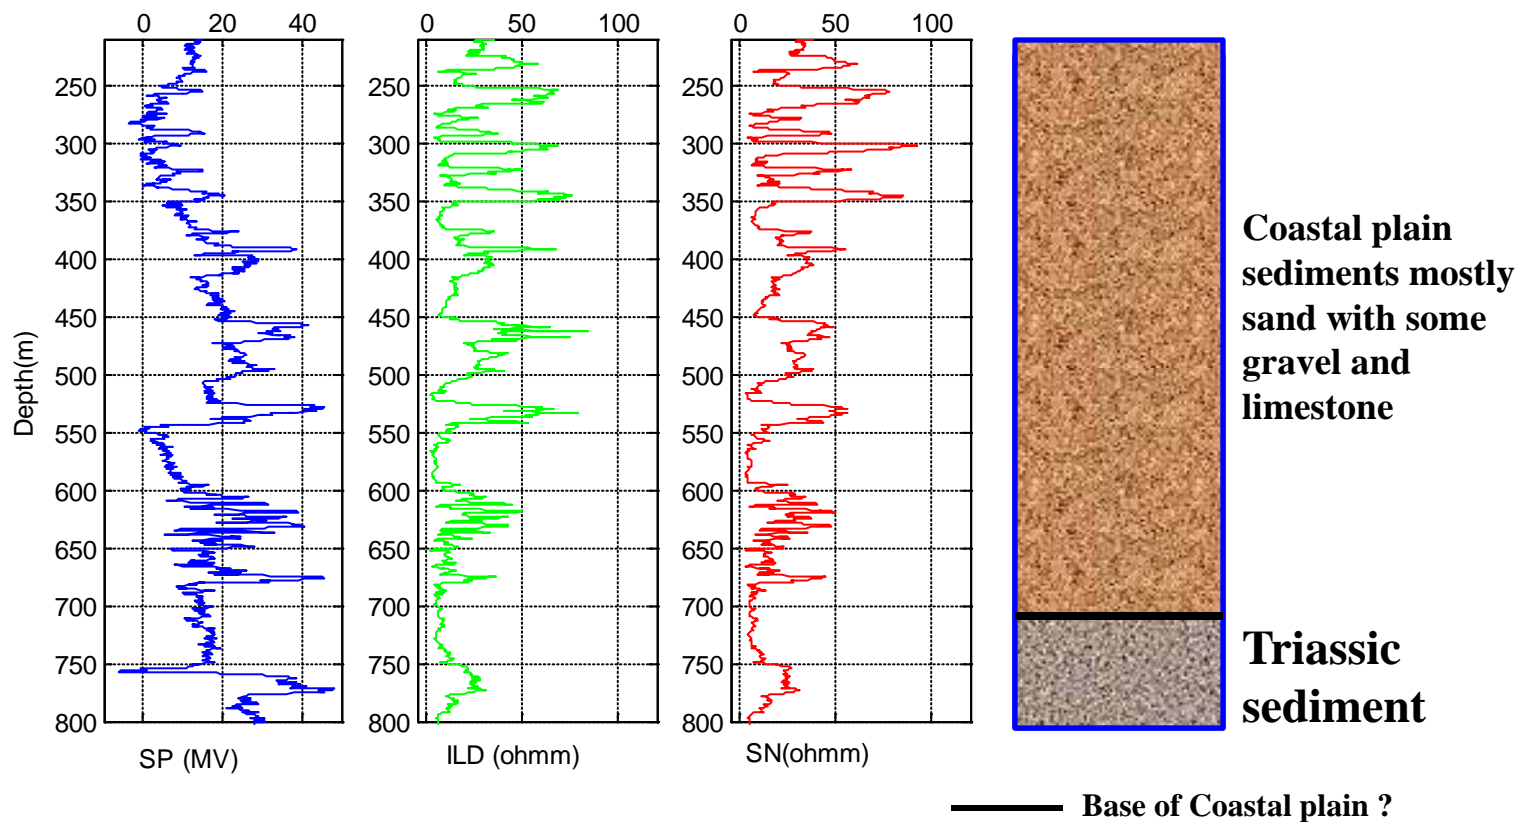 0 20 40
0 50 100
0 50 100
Depth(m)
250
300
350
400
450
500
550
600
650
700
750
800
250
300
350
400
450
500
550
600
650
700
750
800
250
300
350
400
450
500
550
600
650
700
750
800
SP (MV)
ILD (ohmm)
SN(ohmm)
Coastal plain
sediments mostly
sand with some
gravel and
limestone
Triassic
sediment
Base of Coastal plain ?